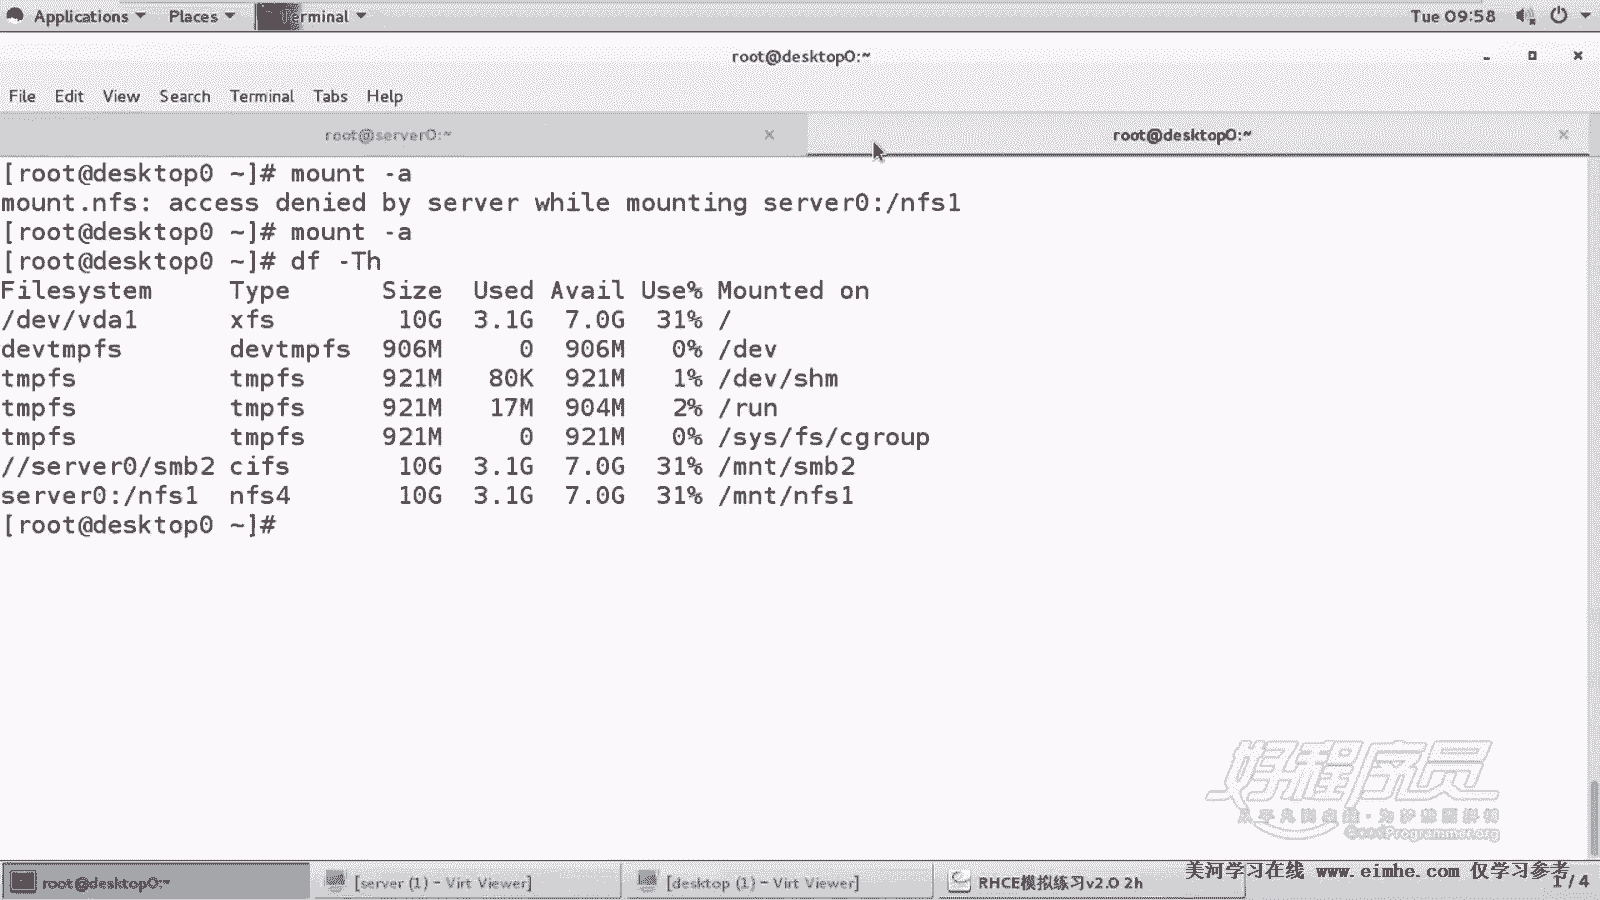 Applications Places Terminal Tue 09:58
root@desktop0:~
File Edit View Search Terminal Tabs Help
root@server0:~ × root@desktop0:~ ×
[root@desktop0 ~]# mount -a
mount.nfs: access denied by server while mounting server0:/nfs1
[root@desktop0 ~]# mount -a
[root@desktop0 ~]# df -Th
Filesystem Type Size Used Avail Use% Mounted on
/dev/vda1 xfs 10G 3.1G 7.0G 31% /
devtmpfs devtmpfs 906M 0 906M 0% /dev
tmpfs tmpfs 921M 80K 921M 1% /dev/shm
tmpfs tmpfs 921M 17M 904M 2% /run
tmpfs tmpfs 921M 0 921M 0% /sys/fs/cgroup
//server0/smb2 cifs 10G 3.1G 7.0G 31% /mnt/smb2
server0:/nfs1 nfs4 10G 3.1G 7.0G 31% /mnt/nfs1
[root@desktop0 ~]#
好程序员
GoodProgrammer.org
美河学习在线 www.eimhe.com 仅学习参考
root@desktop0:~ [server (1) – Virt Viewer] [desktop (1) – Virt Viewer] RHCE模拟练习v2.0 2h 1 / 4